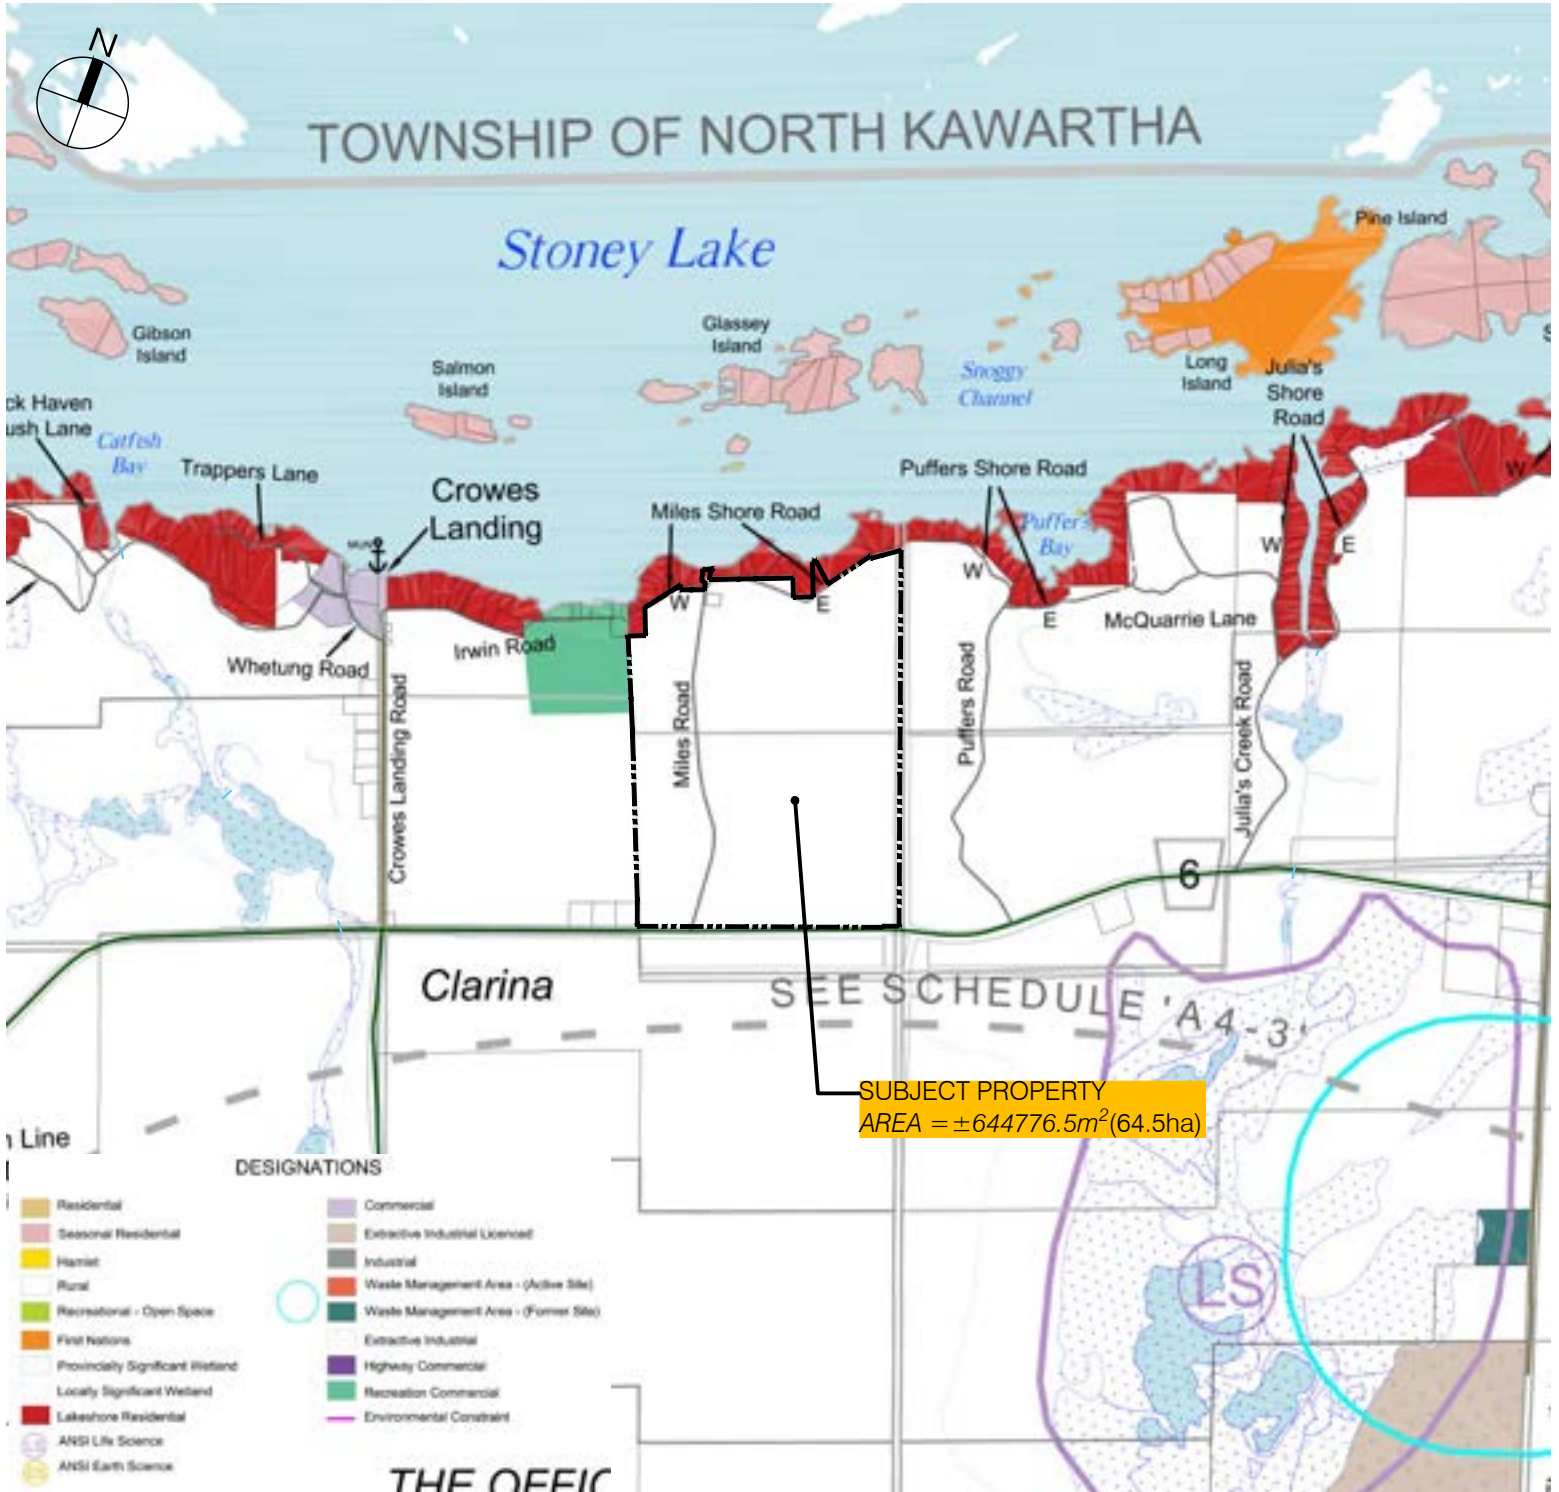 N
TOWNSHIP OF NORTH KAWARTHA
Stoney Lake
Pine Island
Gibson
Island
Glassey
Island
Salmon
Island
Snoggy
Channel
Long
Island
Julia's
Shore
Road
ck Haven
ush Lane
Catfish
Bay
Trappers Lane
Crowes
Landing
Miles Shore Road
Puffers Shore Road
Puffer's
Bay
W
W
E
W
E
W
E
McQuarrie Lane
Irwin Road
Whetung Road
Crowes Landing Road
Miles Road
Puffers Road
Julia's Creek Road
6
Clarina
SEE SCHEDULE 'A4-3'
SUBJECT PROPERTY
AREA = ±644776.5m²(64.5ha)
Line
LS
DESIGNATIONS
Residential
Seasonal Residential
Hamlet
Rural
Recreational - Open Space
First Nations
Provincially Significant Wetland
Locally Significant Wetland
Lakeshore Residential
ANSI Life Science
ANSI Earth Science
Commercial
Extractive Industrial Licenced
Industrial
Waste Management Area - (Active Site)
Waste Management Area - (Former Site)
Extractive Industrial
Highway Commercial
Recreation Commercial
Environmental Constraint
THE OFFIC